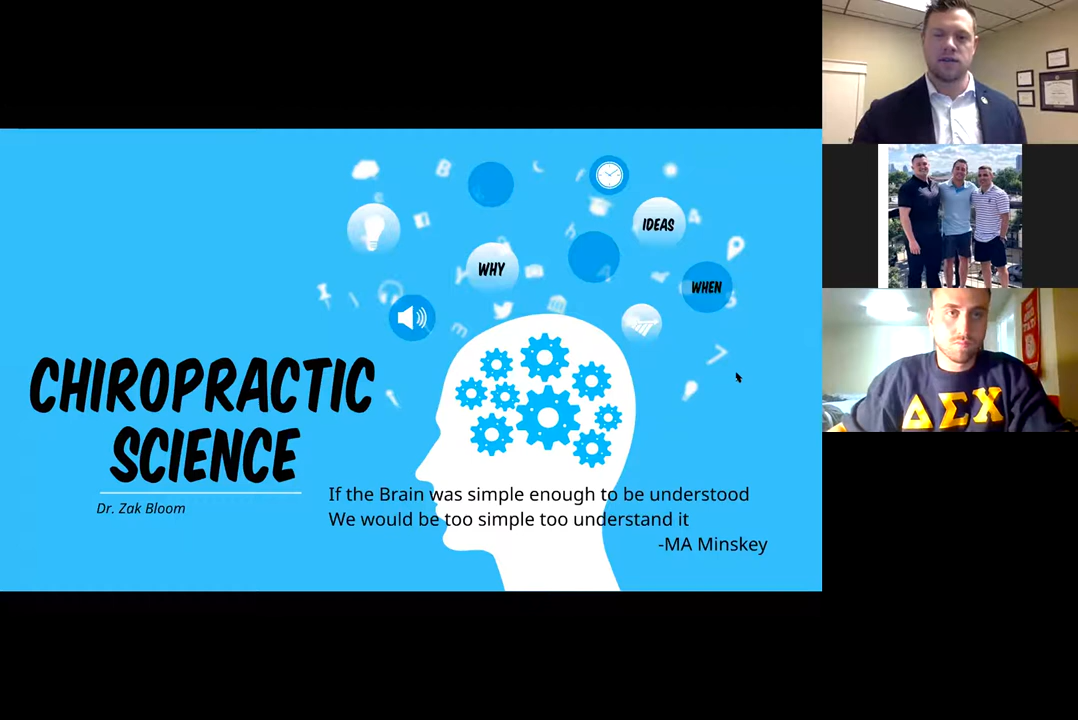 IDEAS
WHY
WHEN
CHIROPRACTIC
SCIENCE
Dr. Zak Bloom
If the Brain was simple enough to be understood
We would be too simple too understand it
-MA Minskey
ΔΣΧ